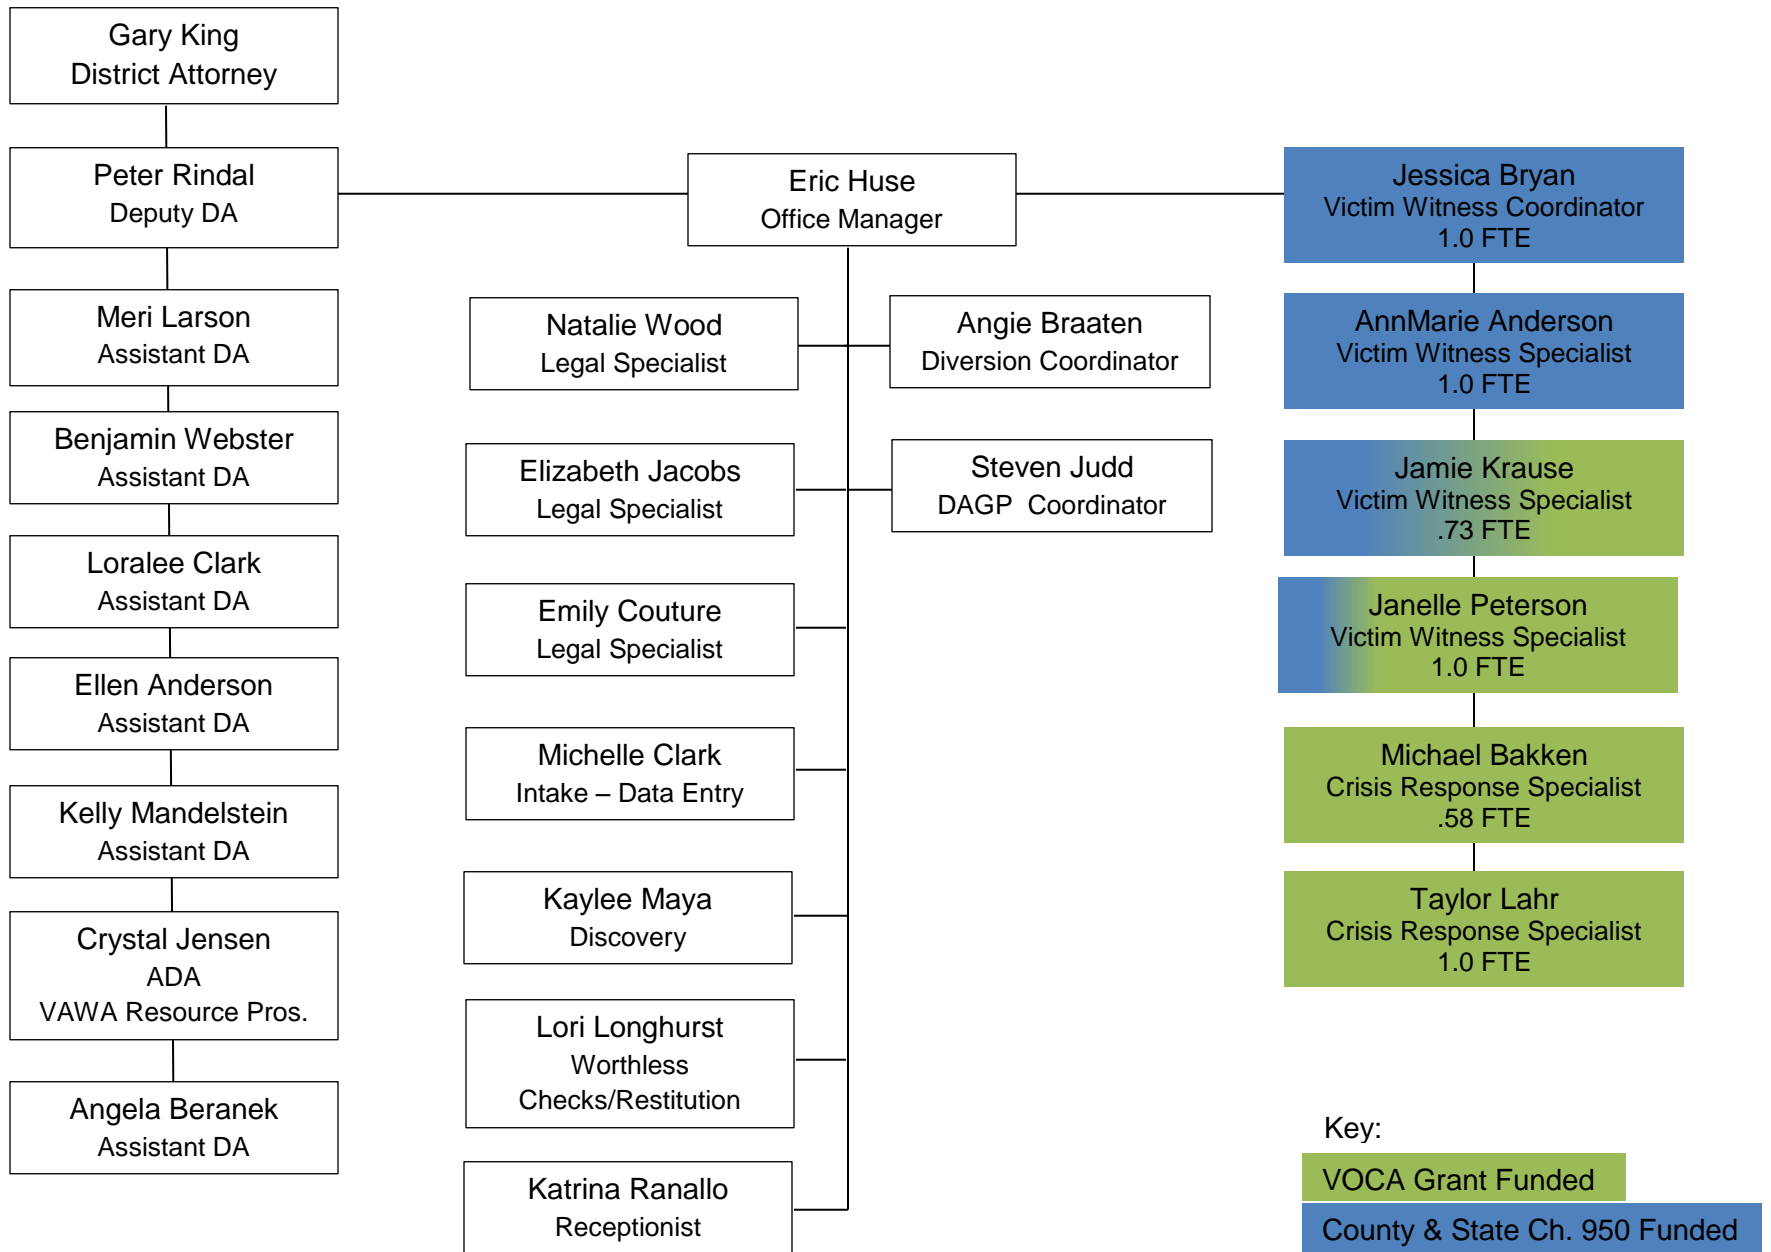 Gary King
District Attorney
Peter Rindal
Deputy DA
Meri Larson
Assistant DA
Benjamin Webster
Assistant DA
Loralee Clark
Assistant DA
Ellen Anderson
Assistant DA
Kelly Mandelstein
Assistant DA
Crystal Jensen
ADA
VAWA Resource Pros.
Angela Beranek
Assistant DA
Eric Huse
Office Manager
Natalie Wood
Legal Specialist
Angie Braaten
Diversion Coordinator
Elizabeth Jacobs
Legal Specialist
Steven Judd
DAGP Coordinator
Emily Couture
Legal Specialist
Michelle Clark
Intake – Data Entry
Kaylee Maya
Discovery
Lori Longhurst
Worthless
Checks/Restitution
Katrina Ranallo
Receptionist
Jessica Bryan
Victim Witness Coordinator
1.0 FTE
AnnMarie Anderson
Victim Witness Specialist
1.0 FTE
Jamie Krause
Victim Witness Specialist
.73 FTE
Janelle Peterson
Victim Witness Specialist
1.0 FTE
Michael Bakken
Crisis Response Specialist
.58 FTE
Taylor Lahr
Crisis Response Specialist
1.0 FTE
Key:
VOCA Grant Funded
County & State Ch. 950 Funded